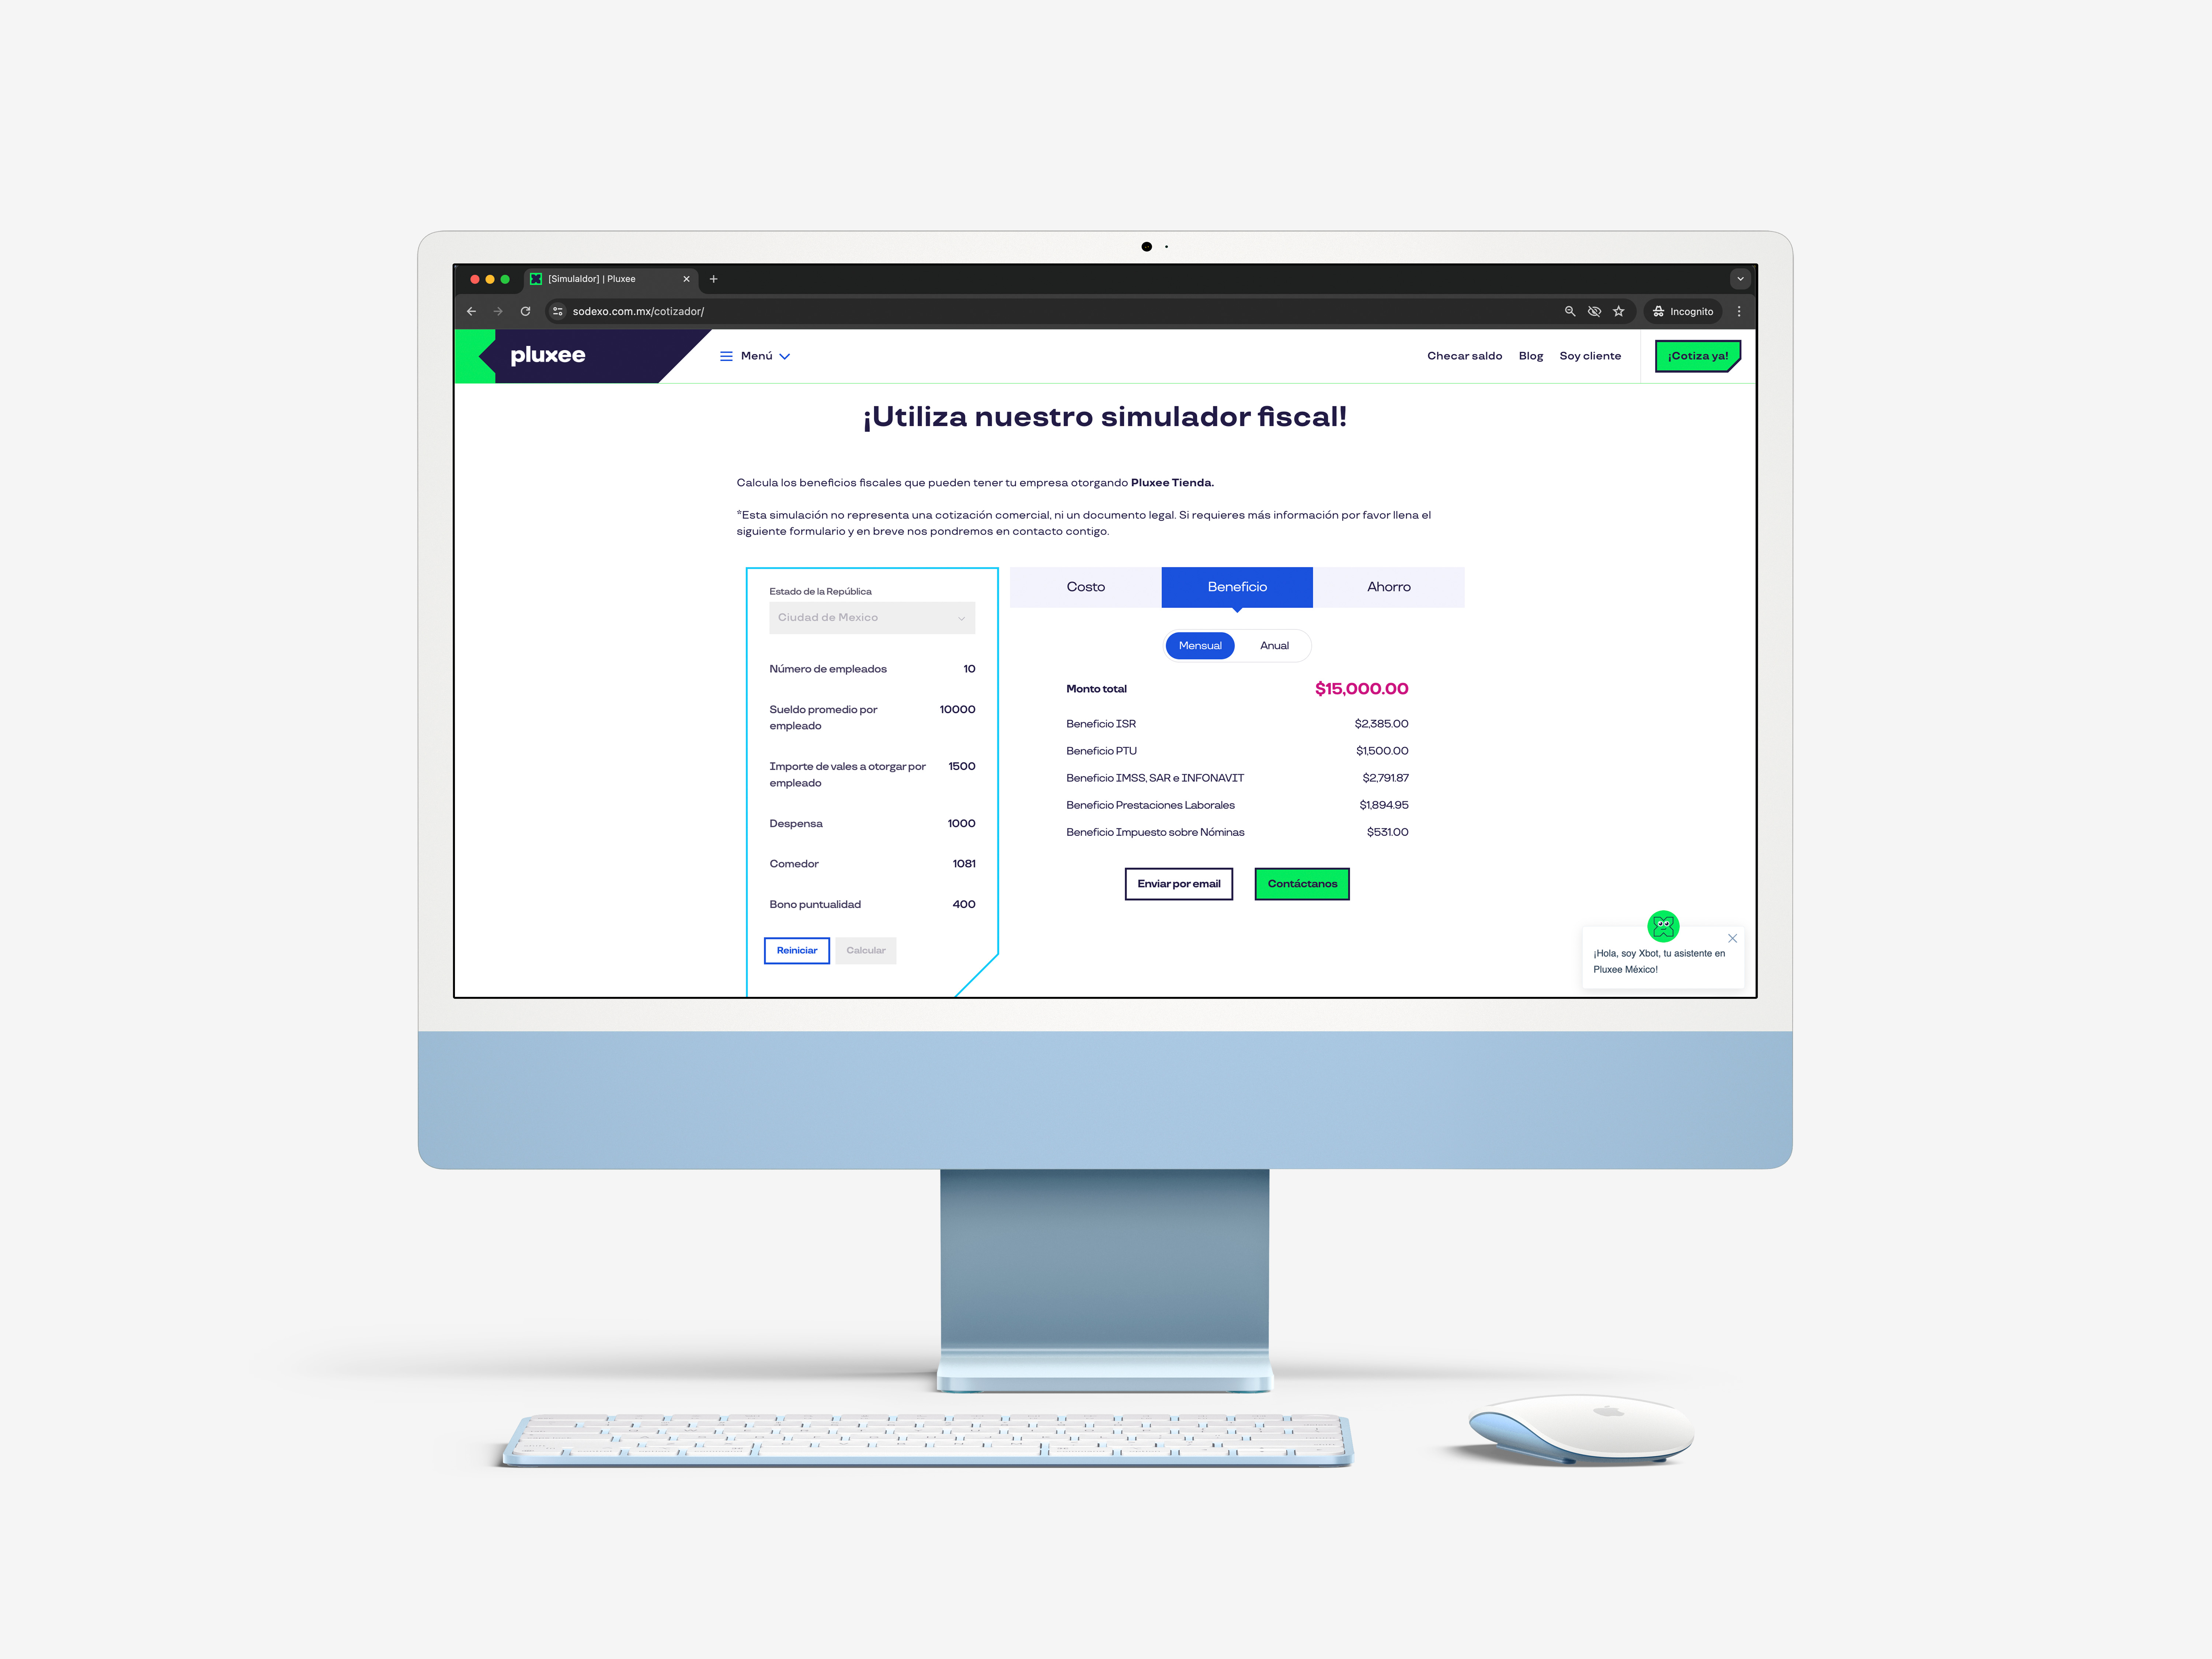 [Simulaldor] | Pluxee
sodexo.com.mx/cotizador/
Incognito
pluxee
Menú
Checar saldo
Blog
Soy cliente
¡Cotiza ya!
¡Utiliza nuestro simulador fiscal!
Calcula los beneficios fiscales que pueden tener tu empresa otorgando Pluxee Tienda.
*Esta simulación no representa una cotización comercial, ni un documento legal. Si requieres más información por favor llena el
siguiente formulario y en breve nos pondremos en contacto contigo.
Estado de la República
Ciudad de Mexico
Número de empleados 10
Sueldo promedio por 10000
empleado
Importe de vales a otorgar por 1500
empleado
Despensa 1000
Comedor 1081
Bono puntualidad 400
Reiniciar
Calcular
Costo
Beneficio
Ahorro
Mensual
Anual
Monto total $15,000.00
Beneficio ISR $2,385.00
Beneficio PTU $1,500.00
Beneficio IMSS, SAR e INFONAVIT $2,791.87
Beneficio Prestaciones Laborales $1,894.95
Beneficio Impuesto sobre Nóminas $531.00
Enviar por email
Contáctanos
¡Hola, soy Xbot, tu asistente en
Pluxee México!